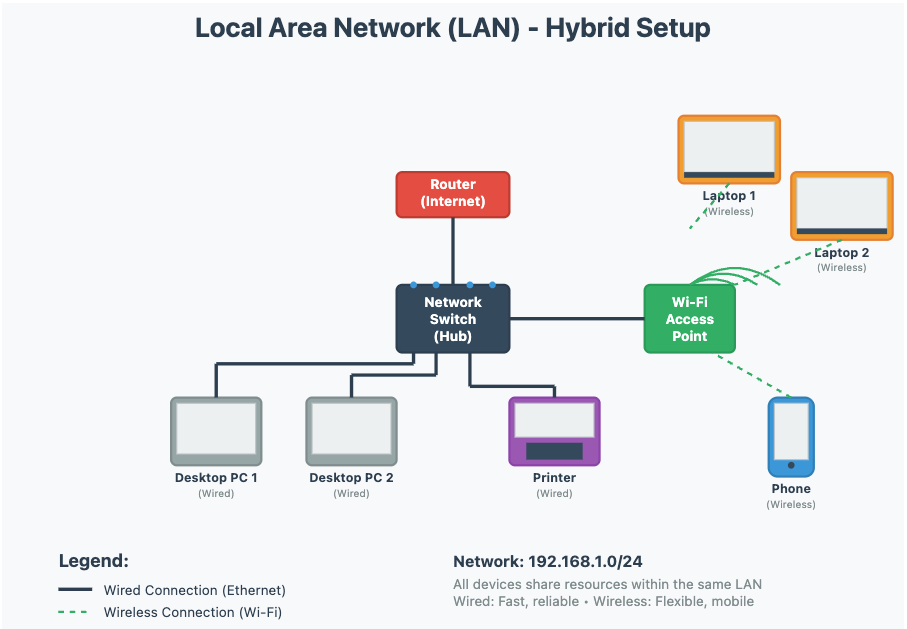 Local Area Network (LAN) - Hybrid Setup
Laptop 1
(Wireless)
Router
(Internet)
Laptop 2
(Wireless)
Network
Switch
(Hub)
Wi-Fi
Access
Point
Desktop PC 1
(Wired)
Desktop PC 2
(Wired)
Printer
(Wired)
Phone
(Wireless)
Legend:
Wired Connection (Ethernet)
Wireless Connection (Wi-Fi)
Network: 192.168.1.0/24
All devices share resources within the same LAN
Wired: Fast, reliable • Wireless: Flexible, mobile